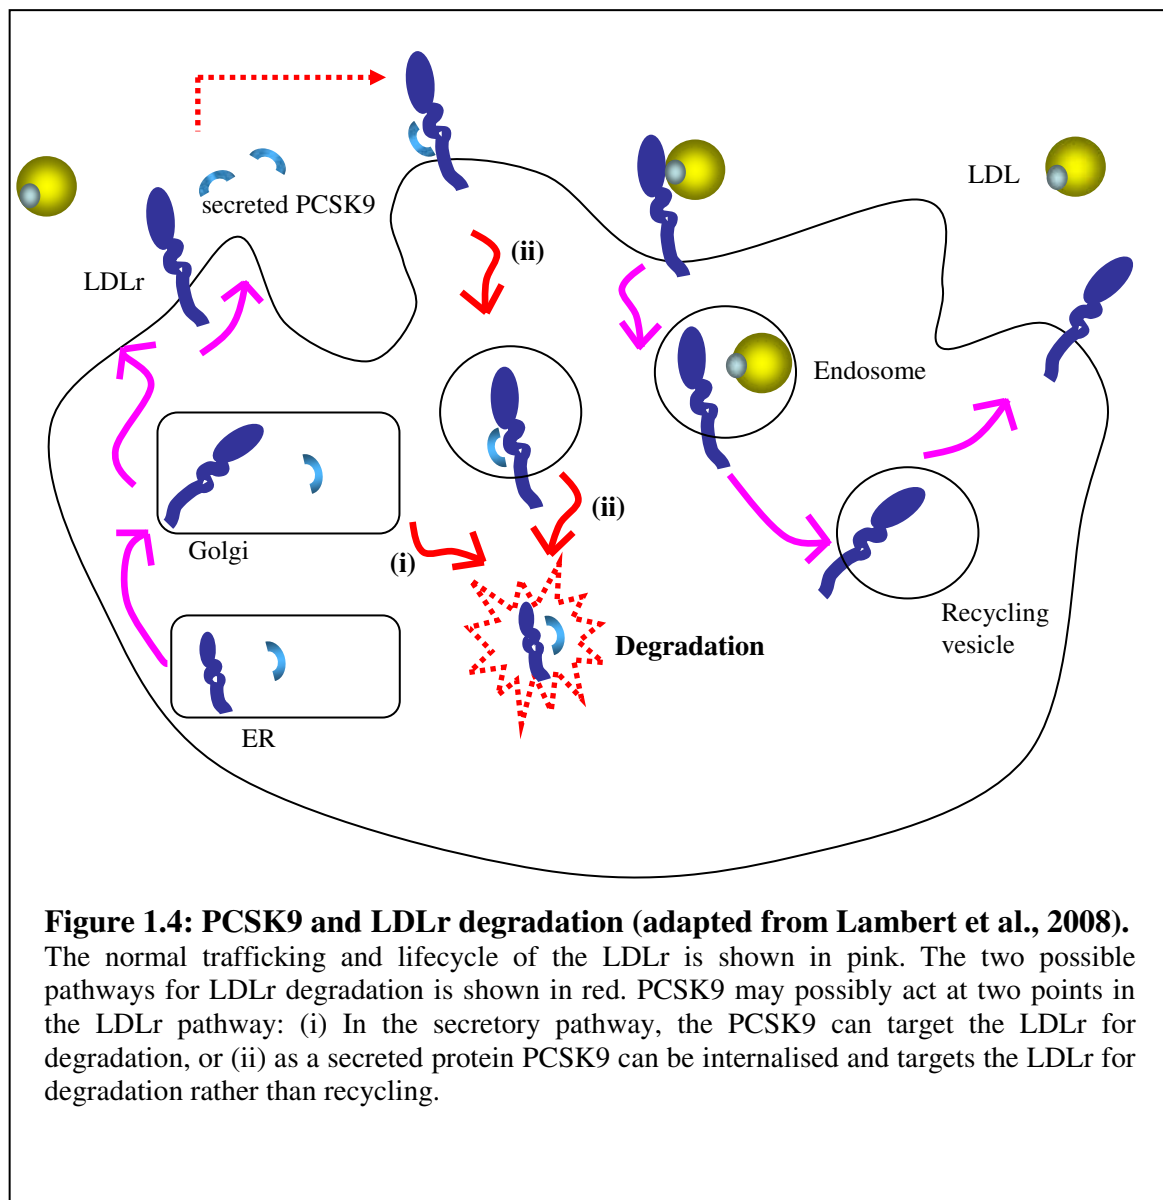 secreted PCSK9
LDL
LDLr
(ii)
Endosome
(ii)
Golgi
(i)
Recycling
vesicle
Degradation
ER
Figure 1.4: PCSK9 and LDLr degradation (adapted from Lambert et al., 2008).
The normal trafficking and lifecycle of the LDLr is shown in pink. The two possible
pathways for LDLr degradation is shown in red. PCSK9 may possibly act at two points in
the LDLr pathway: (i) In the secretory pathway, the PCSK9 can target the LDLr for
degradation, or (ii) as a secreted protein PCSK9 can be internalised and targets the LDLr for
degradation rather than recycling.